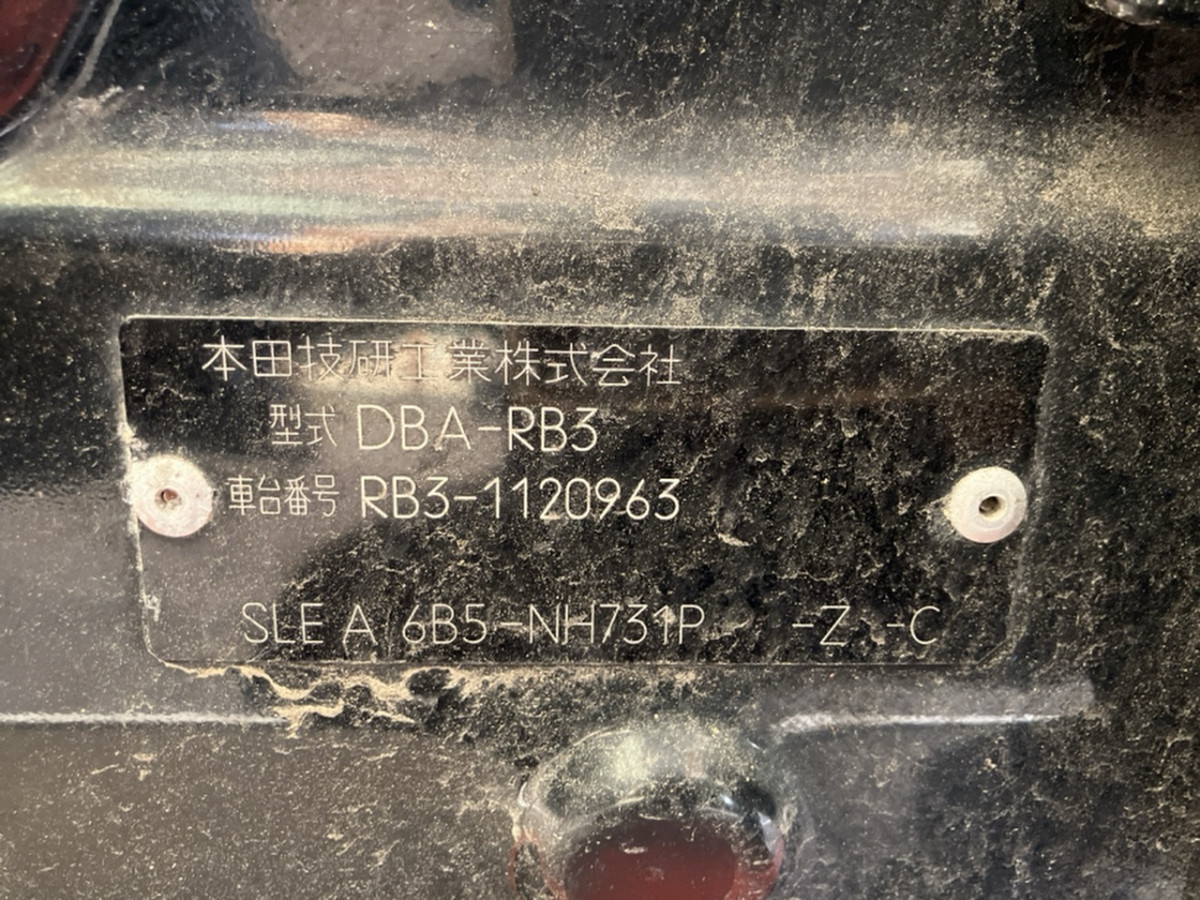 本田技研工業株式会社
型式 DBA-RB3
車台番号 RB3-1120963
SLE A 6B5-NH731P -Z -C